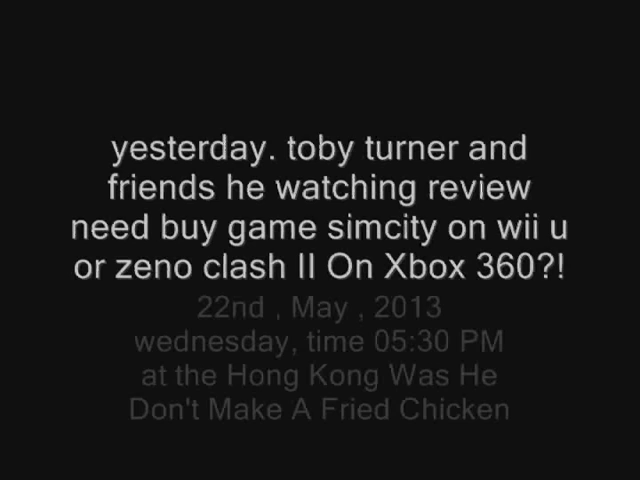 yesterday. toby turner and
friends he watching review
need buy game simcity on wii u
or zeno clash II On Xbox 360?!
22nd , May , 2013
wednesday, time 05:30 PM
at the Hong Kong Was He
Don't Make A Fried Chicken